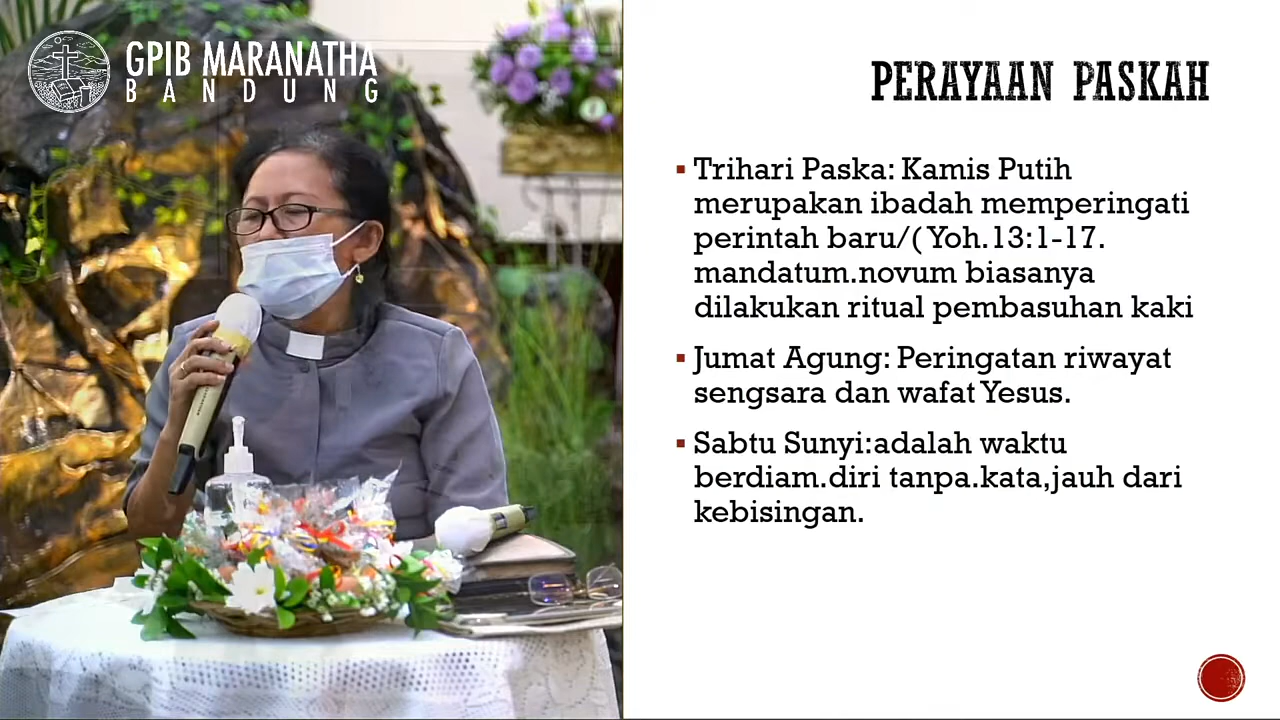 GPIB MARANATHA
BANDUNG
PERAYAAN PASKAH
Trihari Paska: Kamis Putih
merupakan ibadah memperingati
perintah baru/( Yoh.13:1-17.
mandatum.novum biasanya
dilakukan ritual pembasuhan kaki
Jumat Agung: Peringatan riwayat
sengsara dan wafat Yesus.
Sabtu Sunyi:adalah waktu
berdiam.diri tanpa.kata,jauh dari
kebisingan.